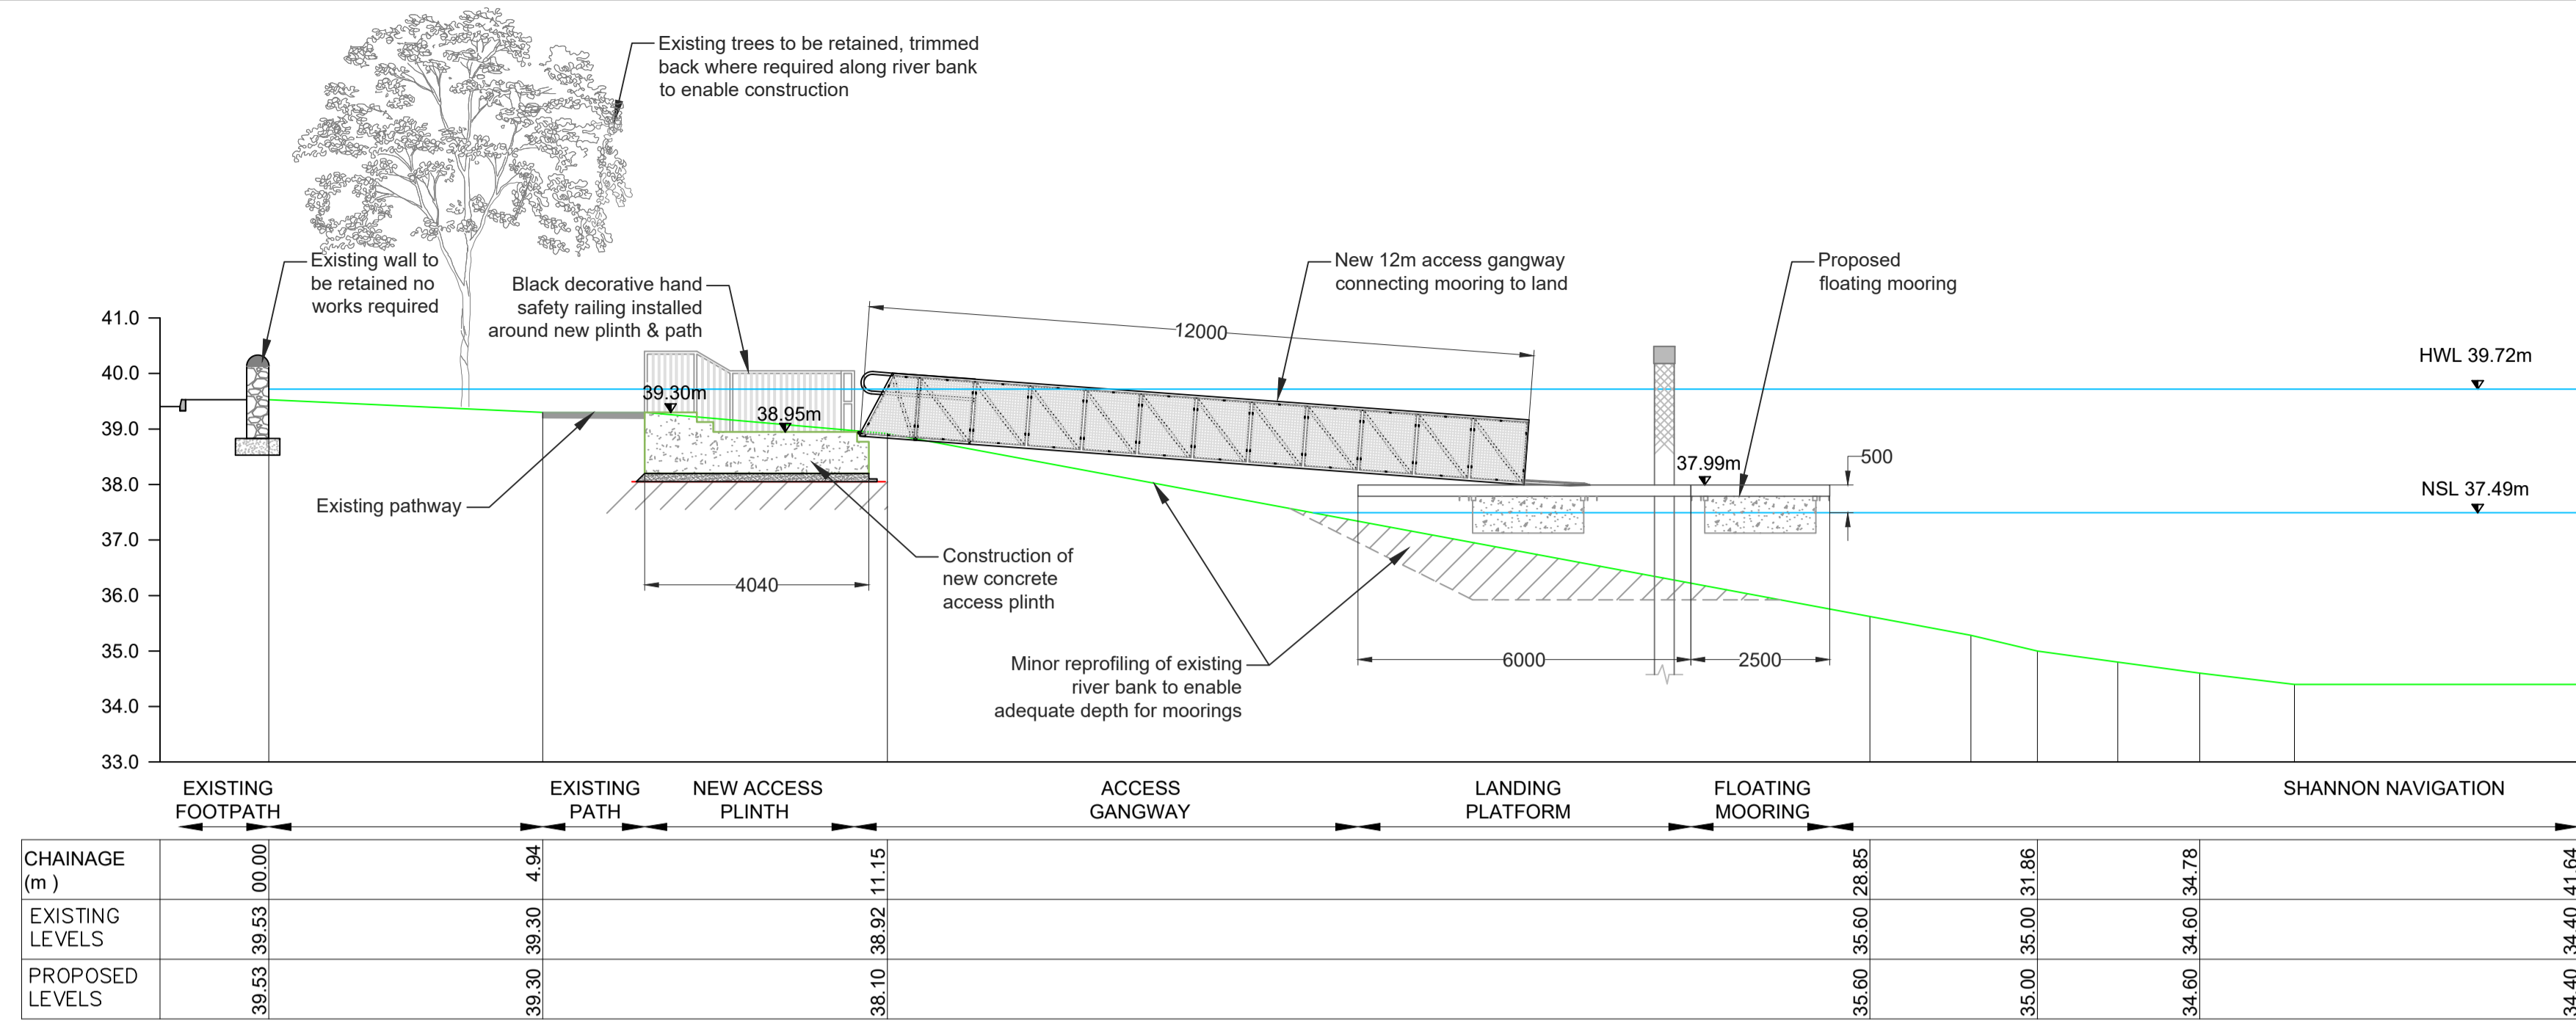 Existing trees to be retained, trimmed
back where required along river bank
to enable construction
Existing wall to
be retained no
works required
Black decorative hand
safety railing installed
around new plinth & path
New 12m access gangway
connecting mooring to land
Proposed
floating mooring
12000
41.0
40.0
39.0
38.0
37.0
36.0
35.0
34.0
33.0
HWL 39.72m
39.30m
38.95m
37.99m
500
NSL 37.49m
Existing pathway
Construction of
new concrete
access plinth
4040
Minor reprofiling of existing
river bank to enable
adequate depth for moorings
6000
2500
EXISTING
FOOTPATH
EXISTING
PATH
NEW ACCESS
PLINTH
ACCESS
GANGWAY
LANDING
PLATFORM
FLOATING
MOORING
SHANNON NAVIGATION
CHAINAGE
(m )
00.00
4.94
11.15
28.85
31.86
34.78
41.64
EXISTING
LEVELS
39.53
39.30
38.92
35.60
35.00
34.60
34.40
PROPOSED
LEVELS
39.53
39.30
38.10
35.60
35.00
34.60
34.40